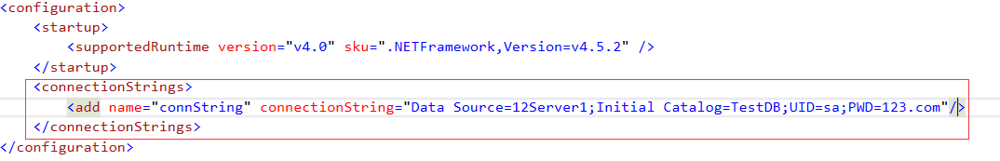 <configuration>
<startup>
<supportedRuntime version="v4.0" sku=".NETFramework,Version=v4.5.2" />
</startup>
<connectionStrings>
<add name="connString" connectionString="Data Source=12Server1;Initial Catalog=TestDB;UID=sa;PWD=123.com"/>
</connectionStrings>
</configuration>